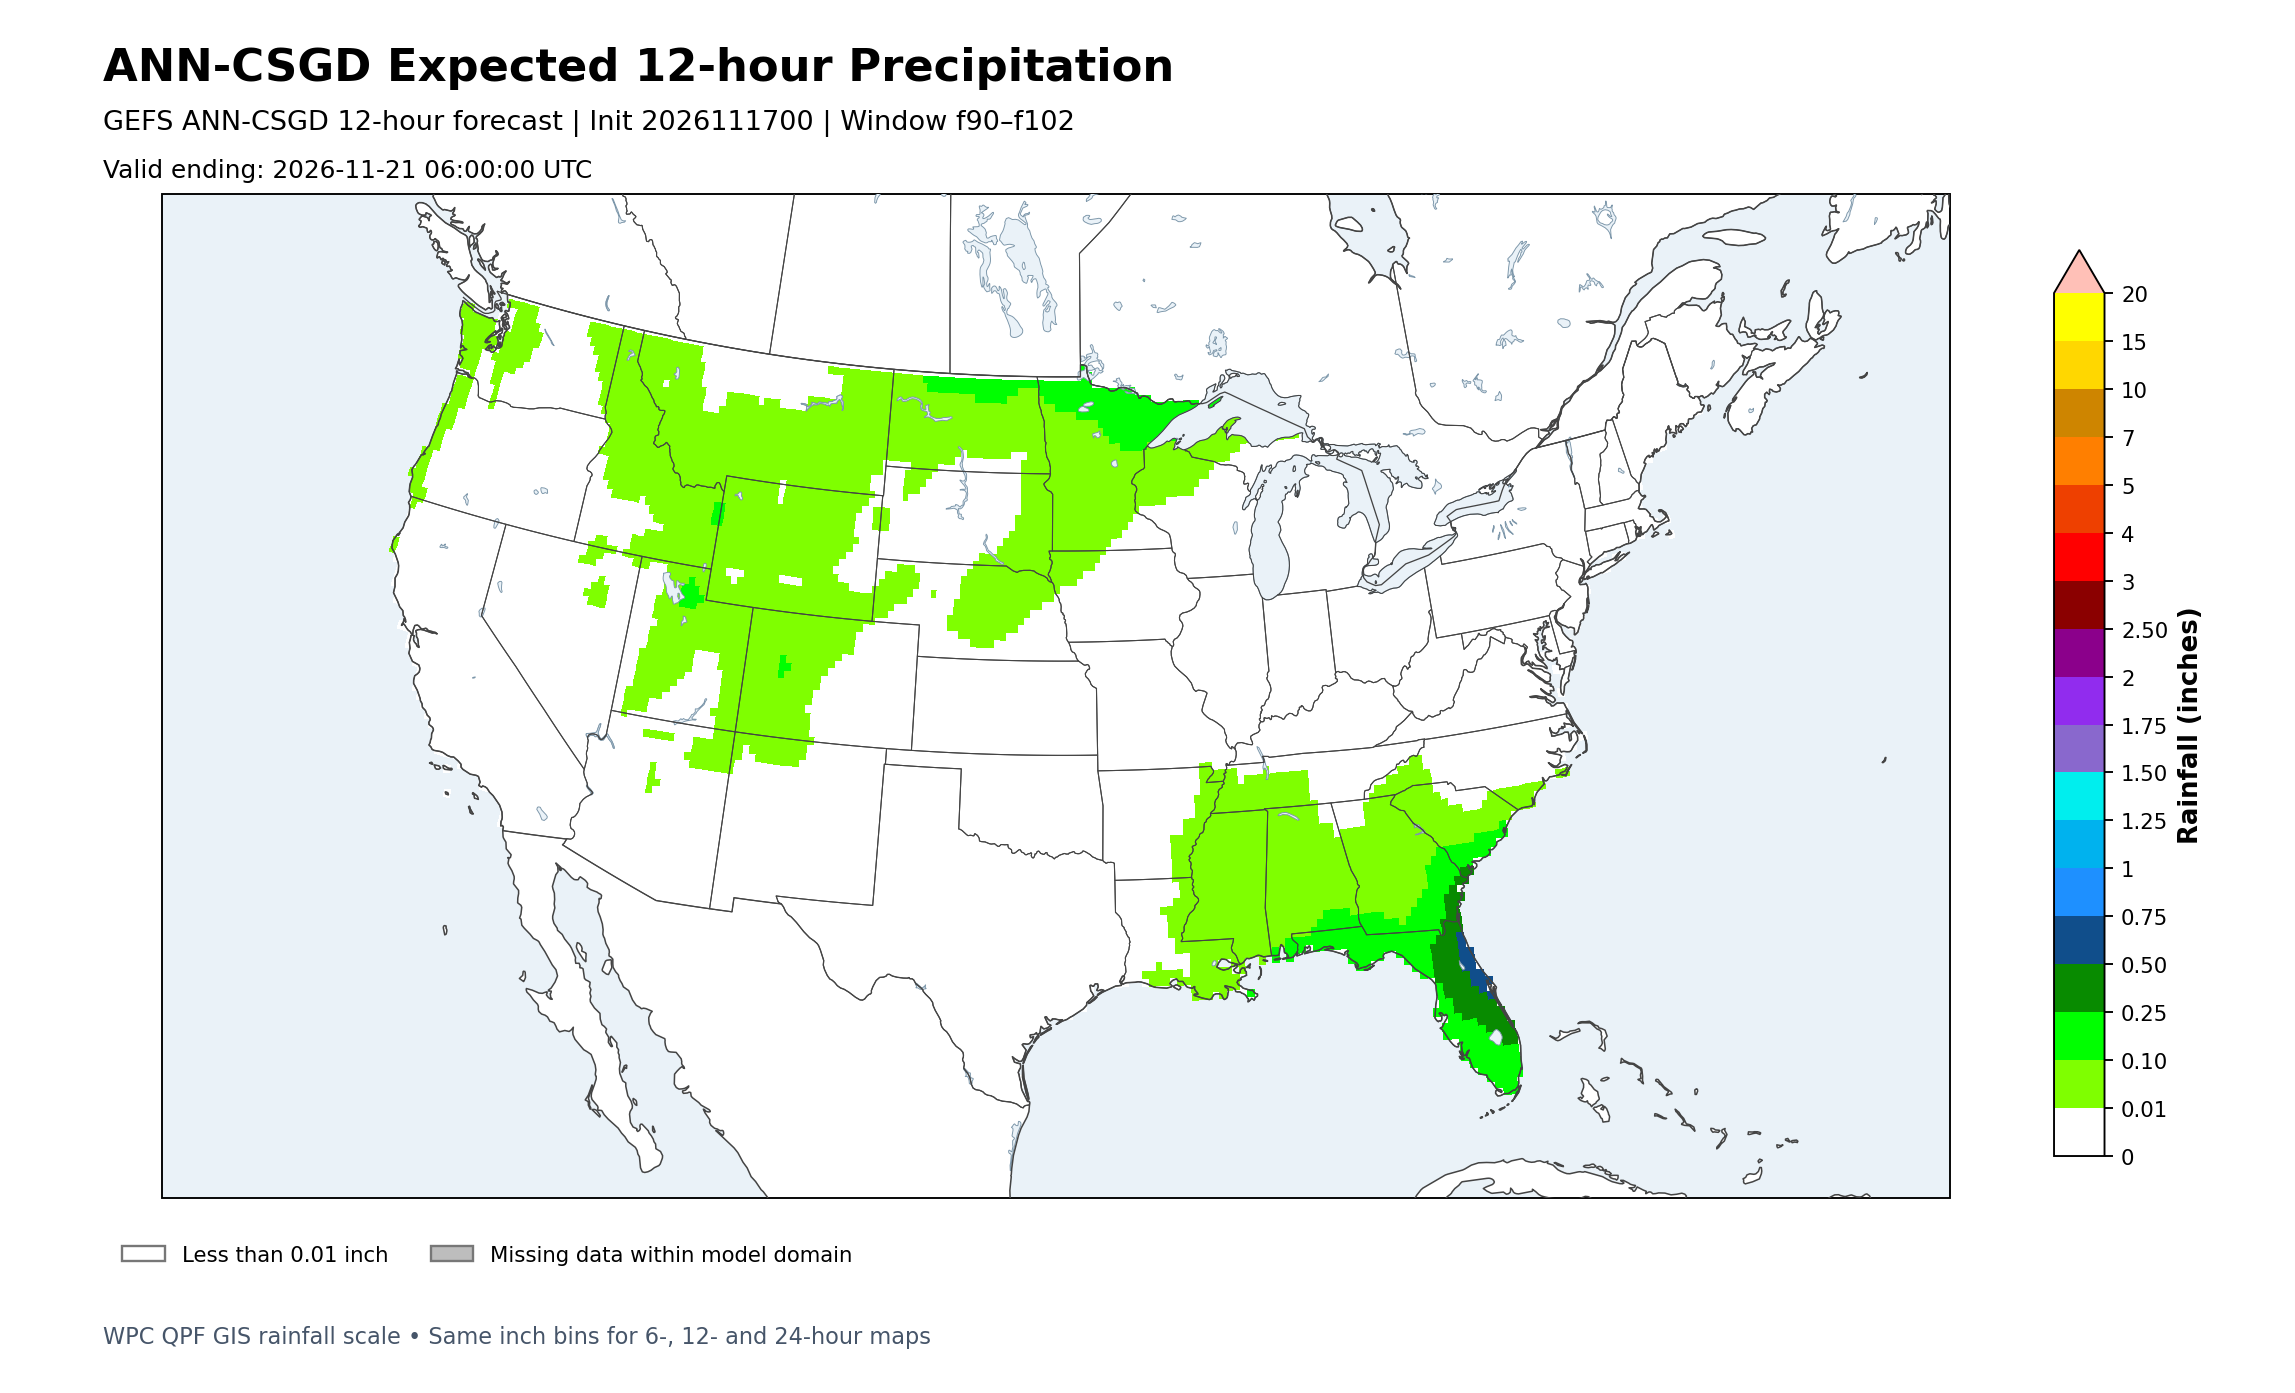 ANN-CSGD Expected 12-hour Precipitation
GEFS ANN-CSGD 12-hour forecast | Init 2026111700 | Window f90–f102
Valid ending: 2026-11-21 06:00:00 UTC
20
15
10
7
5
4
3
2.50
2
1.75
1.50
1.25
1
0.75
0.50
0.25
0.10
0.01
0
Rainfall (inches)
Less than 0.01 inch
Missing data within model domain
WPC QPF GIS rainfall scale • Same inch bins for 6-, 12- and 24-hour maps